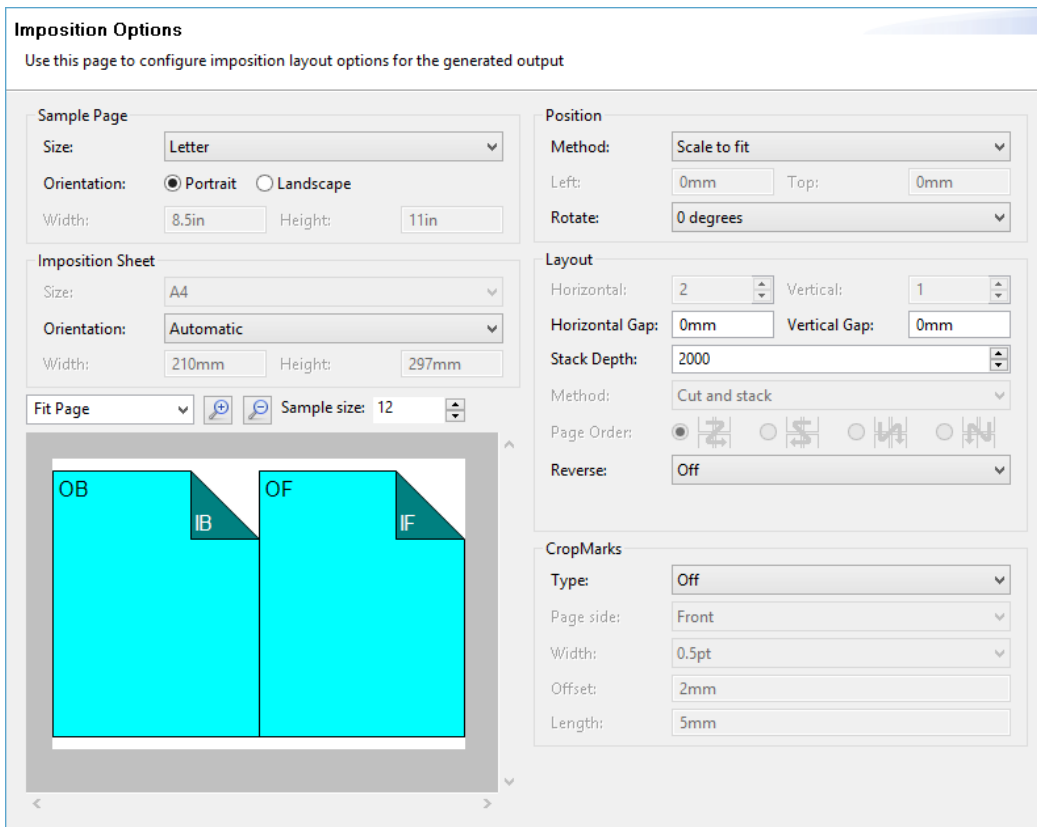 Imposition Options
Use this page to configure imposition layout options for the generated output
Sample Page
Size: Letter
Orientation: Portrait Landscape
Width: 8.5in Height: 11in
Imposition Sheet
Size: A4
Orientation: Automatic
Width: 210mm Height: 297mm
Fit Page Sample size: 12
OB OF
IB IF
Position
Method: Scale to fit
Left: 0mm Top: 0mm
Rotate: 0 degrees
Layout
Horizontal: 2 Vertical: 1
Horizontal Gap: 0mm Vertical Gap: 0mm
Stack Depth: 2000
Method: Cut and stack
Page Order:
Reverse: Off
CropMarks
Type: Off
Page side: Front
Width: 0.5pt
Offset: 2mm
Length: 5mm